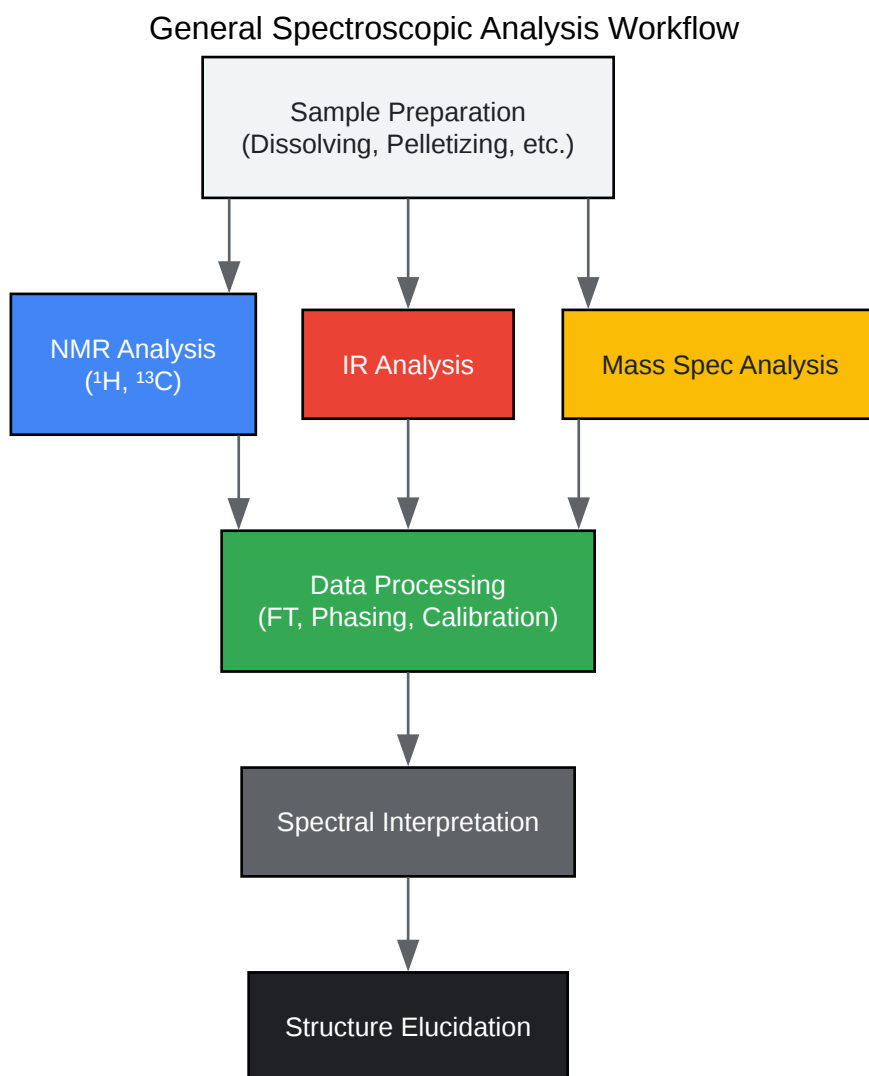 General Spectroscopic Analysis Workflow
Sample Preparation
(Dissolving, Pelletizing, etc.)
NMR Analysis
(¹H, ¹³C)
IR Analysis
Mass Spec Analysis
Data Processing
(FT, Phasing, Calibration)
Spectral Interpretation
Structure Elucidation